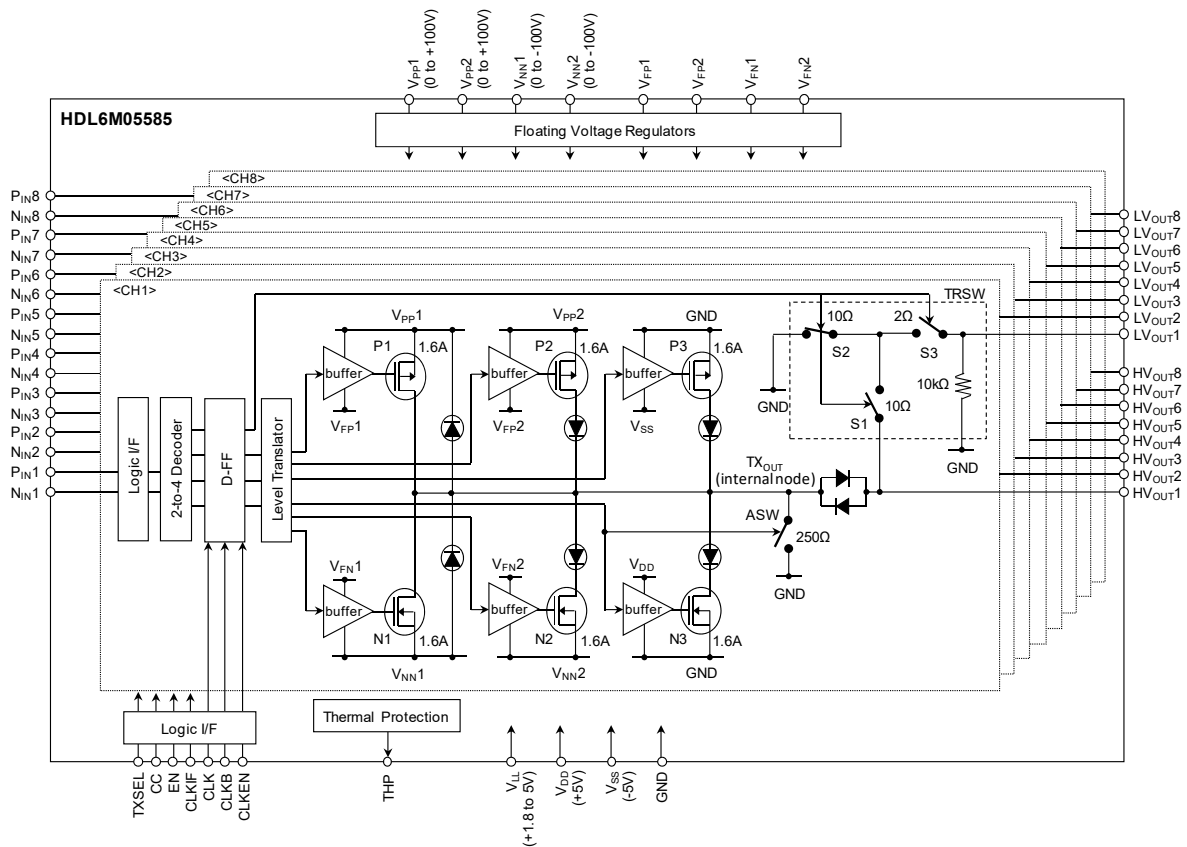 VPP1
(0 to +100V)
VPP2
(0 to +100V)
VNN1
(0 to -100V)
VNN2
(0 to -100V)
VFP1
VFP2
VFN1
VFN2
HDL6M05585
Floating Voltage Regulators
PIN8
NIN8
PIN7
NIN7
PIN6
NIN6
PIN5
NIN5
PIN4
NIN4
PIN3
NIN3
PIN2
NIN2
PIN1
NIN1
<CH8>
<CH7>
<CH6>
<CH5>
<CH4>
<CH3>
<CH2>
<CH1>
Logic I/F
2-to-4 Decoder
D-FF
Level Translator
VPP1
P1
1.6A
buffer
VFP1
VPP2
P2
1.6A
buffer
VFP2
GND
P3
1.6A
buffer
VSS
VFN1
buffer
N1
1.6A
VNN1
VFN2
buffer
N2
1.6A
VNN2
VDD
buffer
N3
1.6A
GND
TRSW
10Ω
S2
2Ω
S3
GND
10Ω
S1
10kΩ
GND
TXOUT
(internal node)
ASW
250Ω
GND
LVOUT8
LVOUT7
LVOUT6
LVOUT5
LVOUT4
LVOUT3
LVOUT2
LVOUT1
HVOUT8
HVOUT7
HVOUT6
HVOUT5
HVOUT4
HVOUT3
HVOUT2
HVOUT1
Logic I/F
Thermal Protection
TXSEL
CC
EN
CLKIF
CLK
CLKB
CLKEN
THP
VLL
(+1.8 to 5V)
VDD
(+5V)
VSS
(-5V)
GND